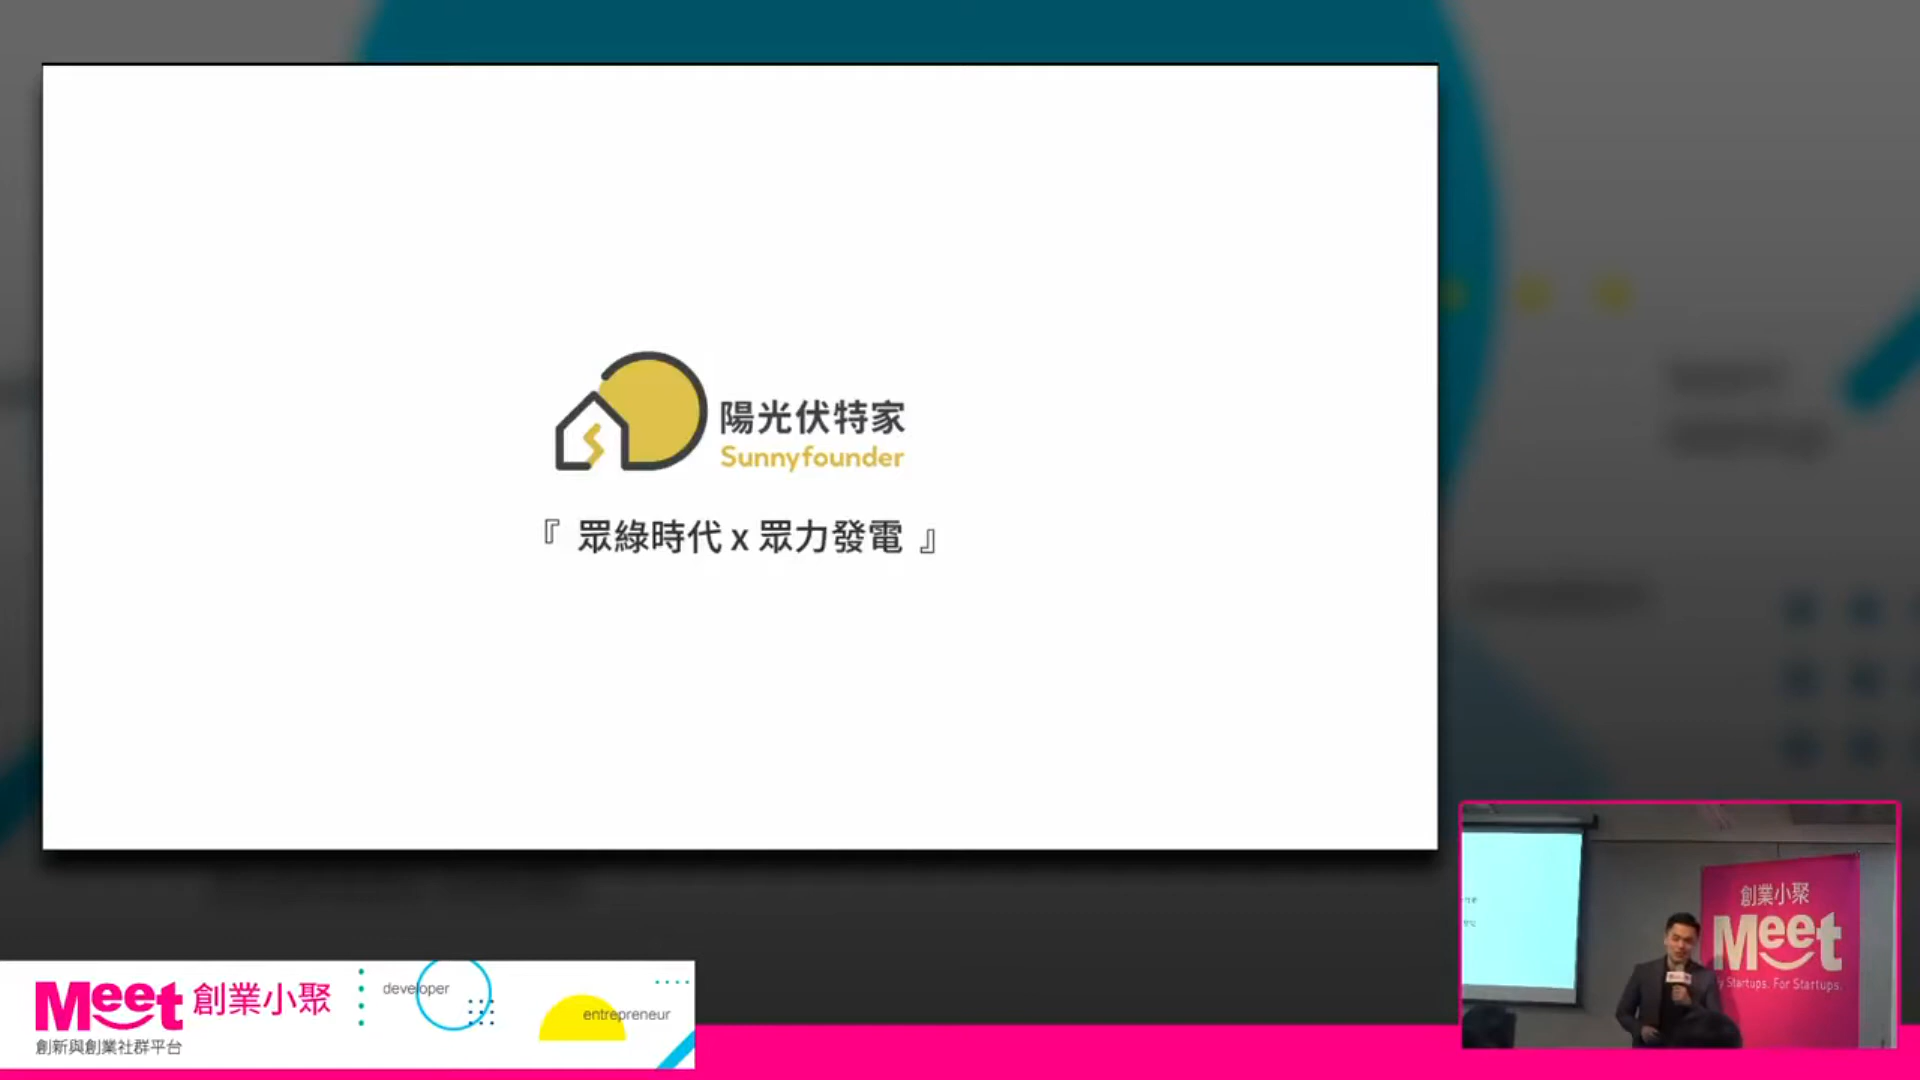 陽光伏特家
Sunnyfounder
『 眾綠時代 x 眾力發電 』
創業小聚
Meet
By Startups. For Startups.
Meet 創業小聚
創新與創業社群平台
developer
entrepreneur